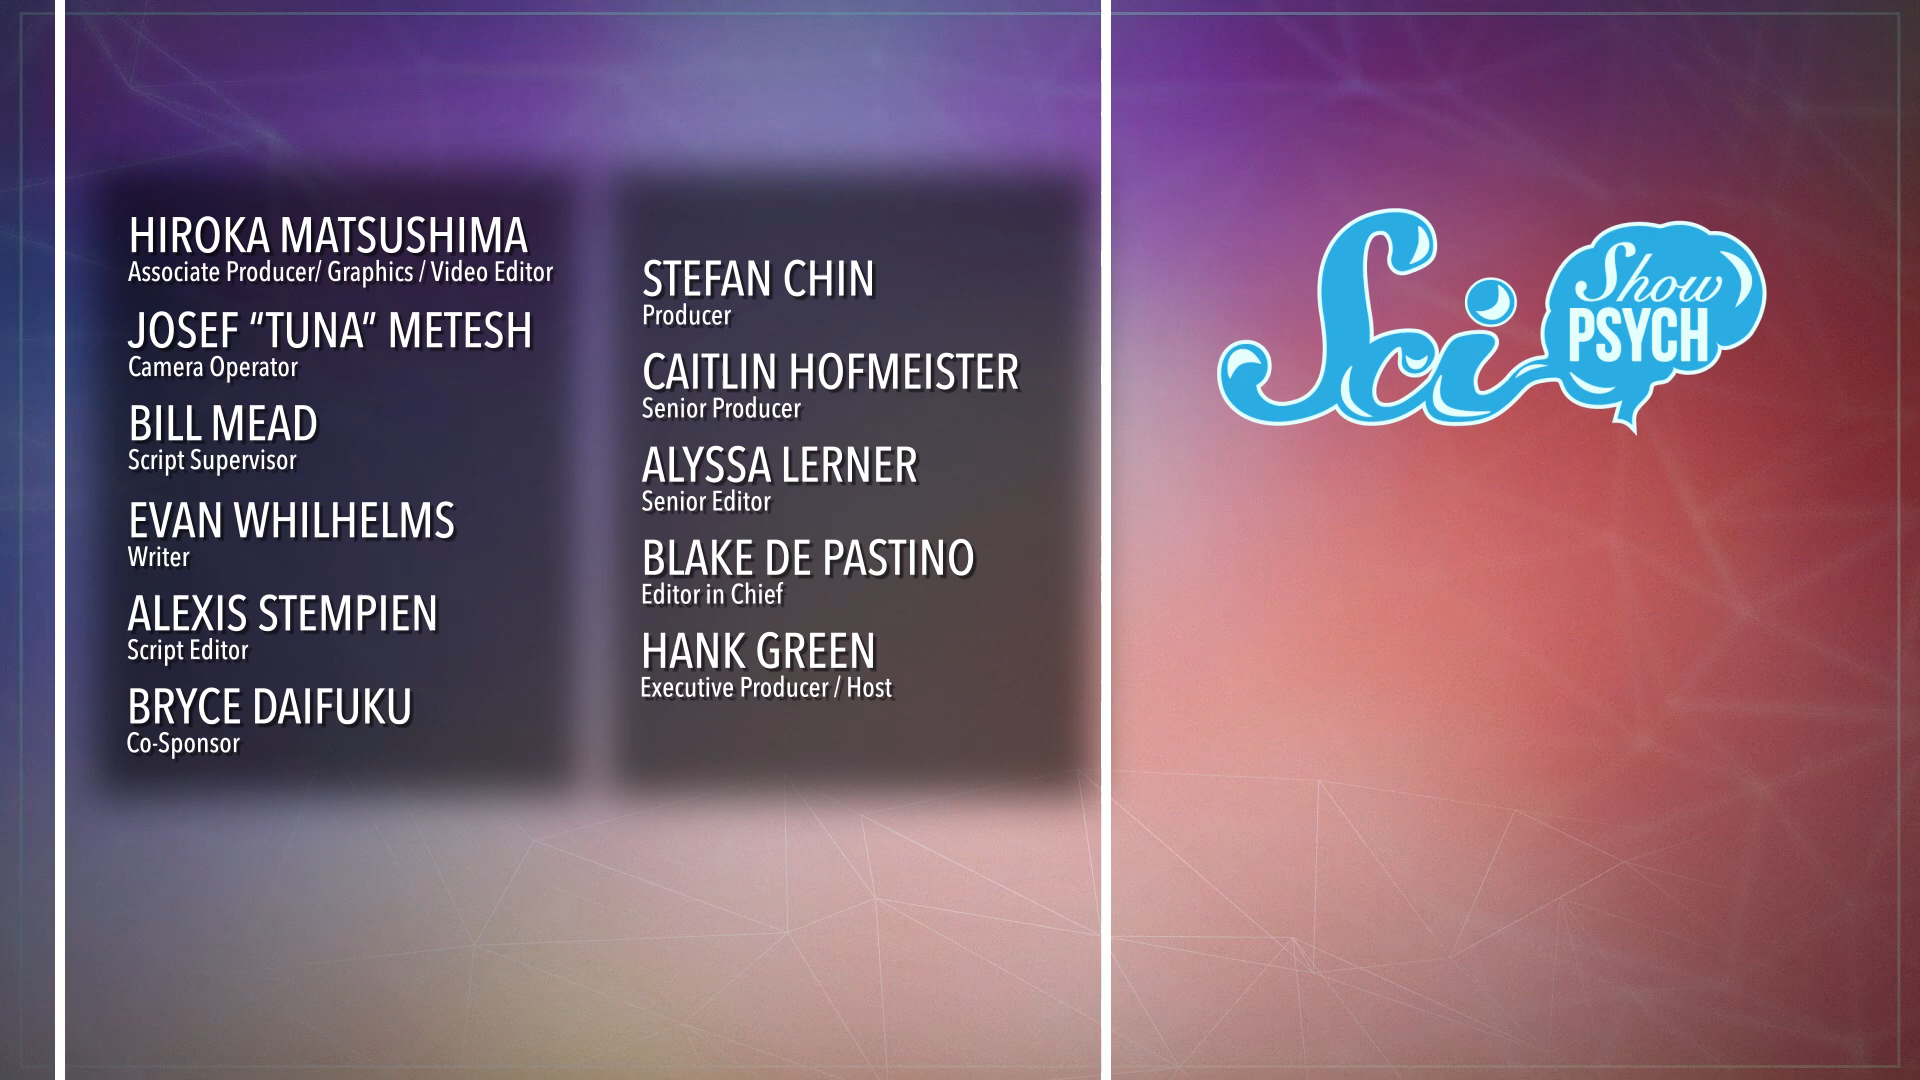 HIROKA MATSUSHIMA
Associate Producer/ Graphics / Video Editor
JOSEF “TUNA” METESH
Camera Operator
BILL MEAD
Script Supervisor
EVAN WHILHELMS
Writer
ALEXIS STEMPIEN
Script Editor
BRYCE DAIFUKU
Co-Sponsor
STEFAN CHIN
Producer
CAITLIN HOFMEISTER
Senior Producer
ALYSSA LERNER
Senior Editor
BLAKE DE PASTINO
Editor in Chief
HANK GREEN
Executive Producer / Host
Sci
Show
PSYCH